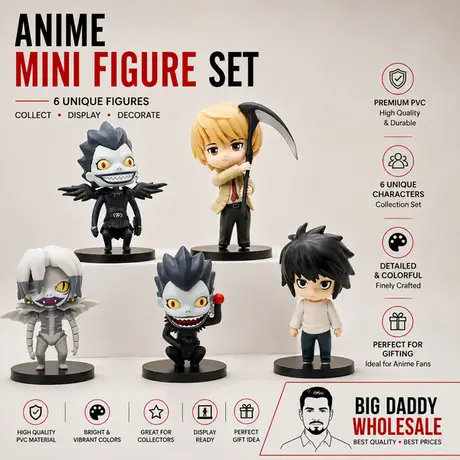 ANIME
MINI FIGURE SET
6 UNIQUE FIGURES
COLLECT • DISPLAY • DECORATE
PREMIUM PVC
High Quality
& Durable
6 UNIQUE
CHARACTERS
Collection Set
DETAILED
& COLORFUL
Finely Crafted
PERFECT FOR
GIFTING
Ideal for Anime Fans
HIGH QUALITY
PVC MATERIAL
BRIGHT &
VIBRANT COLORS
GREAT FOR
COLLECTORS
DISPLAY
READY
PERFECT
GIFT IDEA
BIG DADDY
WHOLESALE
BEST QUALITY • BEST PRICES